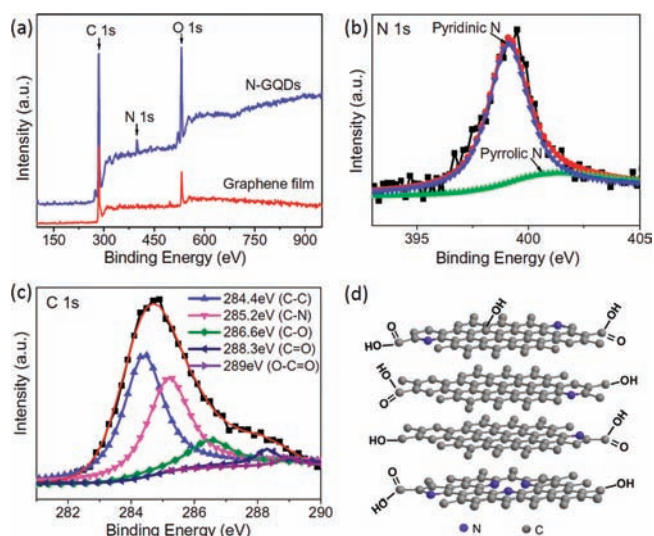 (a)
C 1s
O 1s
N-GQDs
N 1s
Graphene film
Intensity (a.u.)
150 300 450 600 750 900
Binding Energy (eV)
(b)
N 1s
Pyridinic N
Pyrrolic N
Intensity (a.u.)
395 400 405
Binding Energy (eV)
(c)
C 1s
284.4eV (C-C)
285.2eV (C-N)
286.6eV (C-O)
288.3eV (C=O)
289eV (O-C=O)
Intensity (a.u.)
282 284 286 288 290
Binding Energy (eV)
(d)
OH
OH
O
O
HO
HO
O
OH
OH
HO
O
O
HO
OH
N
C